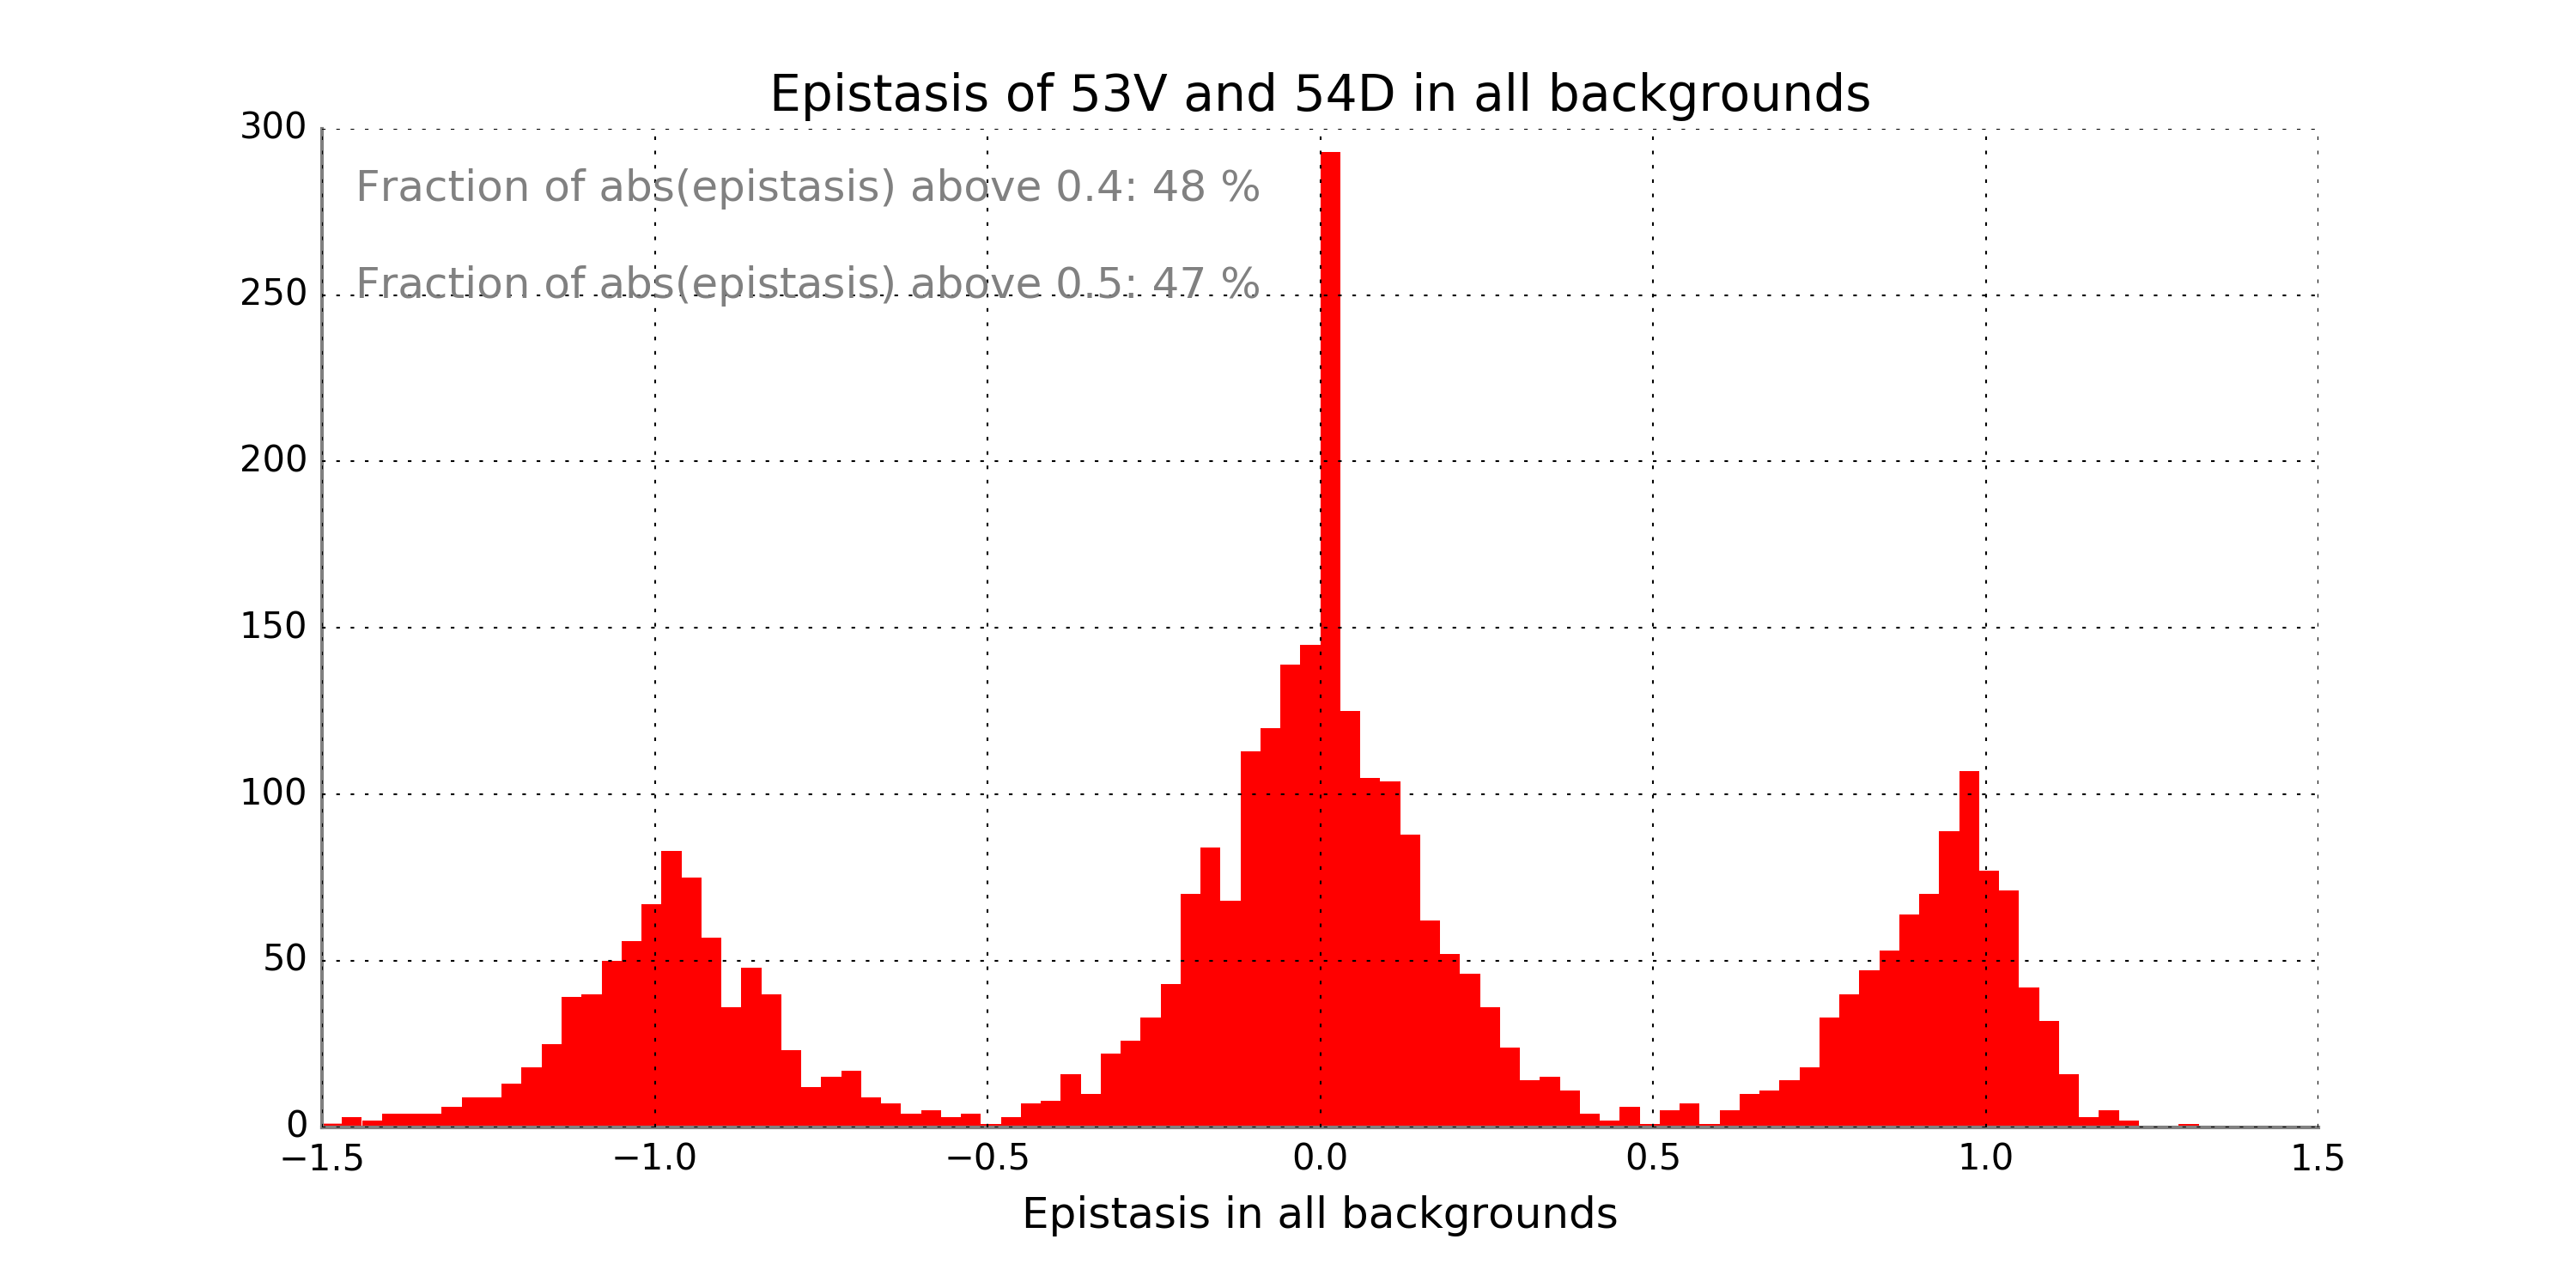 Epistasis of 53V and 54D in all backgrounds
300
Fraction of abs(epistasis) above 0.4: 48 %
Fraction of abs(epistasis) above 0.5: 47 %
250
200
150
100
50
0
−1.5 −1.0 −0.5 0.0 0.5 1.0 1.5
Epistasis in all backgrounds